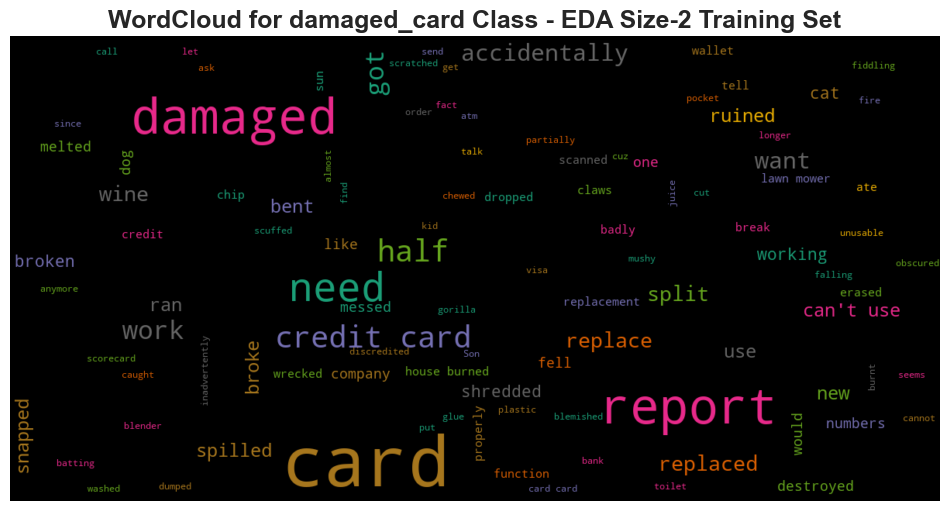 WordCloud for damaged_card Class - EDA Size-2 Training Set
call
let
send
accidentally
wallet
ask
sun
got
scratched
get
fiddling
damaged
tell
cat
pocket
fire
fact
order
atm
ruined
since
melted
dog
almost
talk
partially
longer
scanned
cuz
one
want
lawn mower
wine
chip
find
chewed
dropped
claws
juice
cut
ate
bent
credit
scuffed
kid
badly
break
unusable
like
half
broken
mushy
working
obscured
visa
falling
anymore
need
messed
gorilla
replacement
split
erased
can't use
ran
work
credit card
replace
scorecard
inadvertently
broke
discredited
Son
use
fell
caught
wrecked
company
house burned
burnt
seems
shredded
new
report
snapped
blender
glue
put
properly
plastic
blemished
would
numbers
cannot
spilled
card
batting
function
bank
replaced
washed
dumped
card card
toilet
destroyed